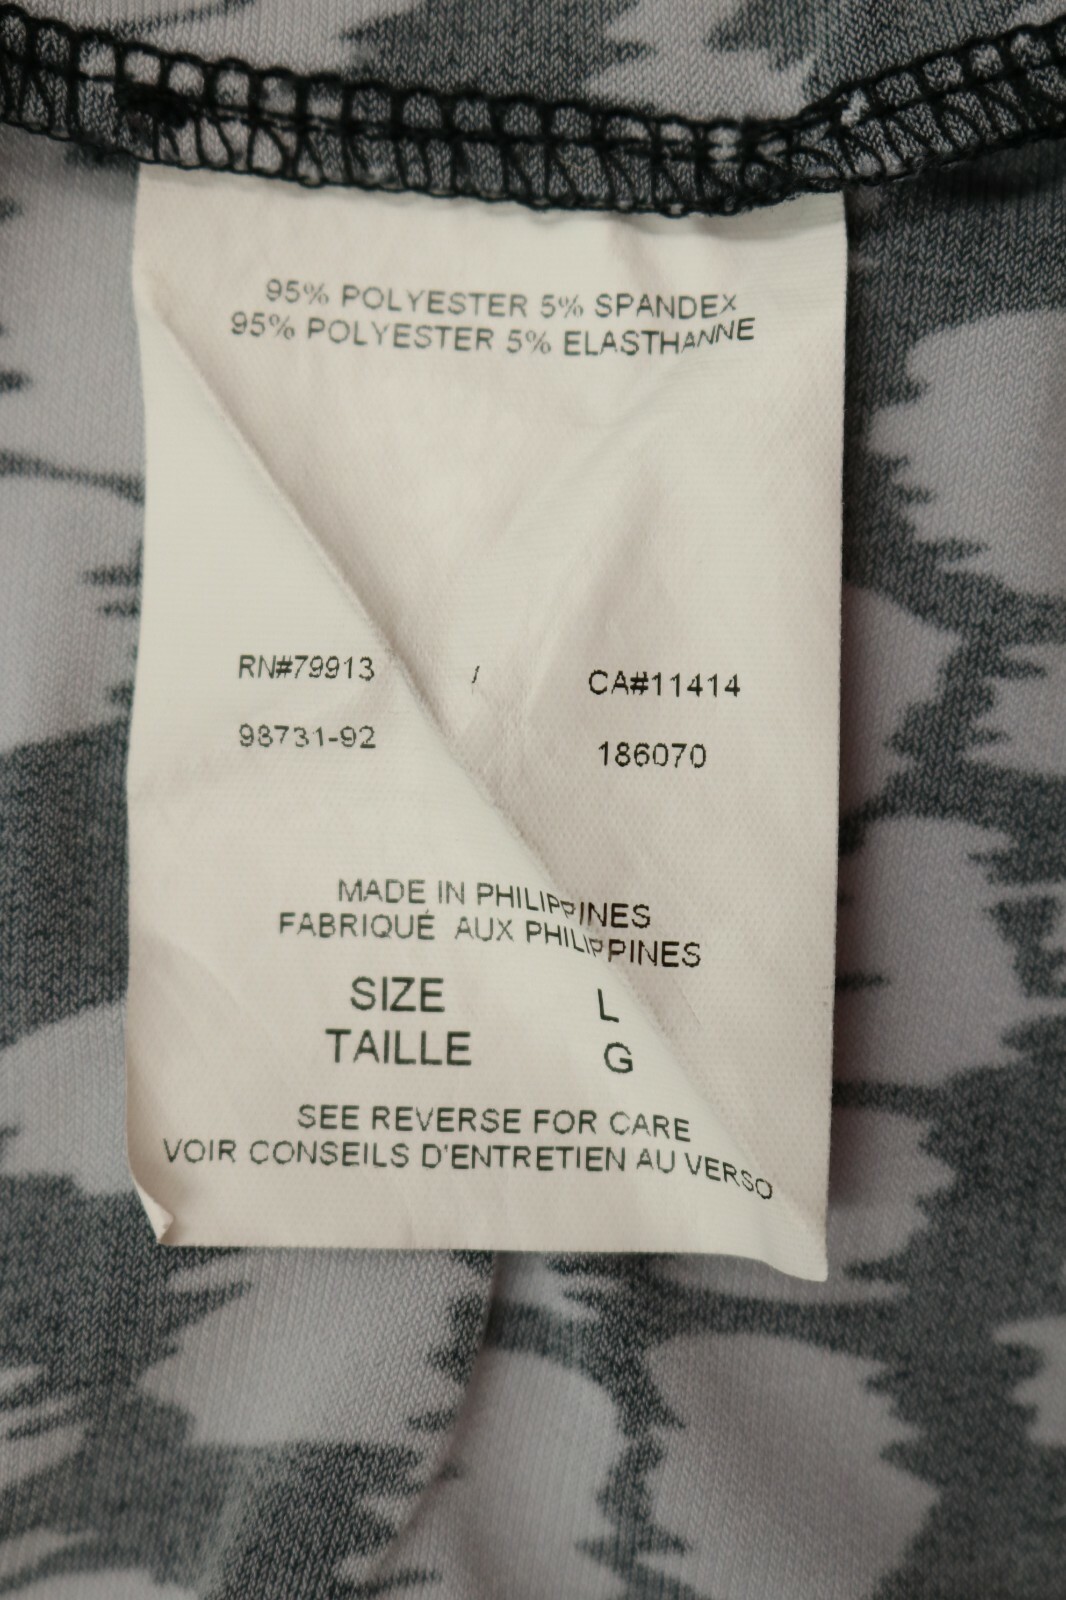 95% POLYESTER 5% SPANDEX
95% POLYESTER 5% ELASTHANNE
RN#79913 / CA#11414
98731-92 186070
MADE IN PHILIPPINES
FABRIQUÉ AUX PHILIPPINES
SIZE L
TAILLE G
SEE REVERSE FOR CARE
VOIR CONSEILS D'ENTRETIEN AU VERSO